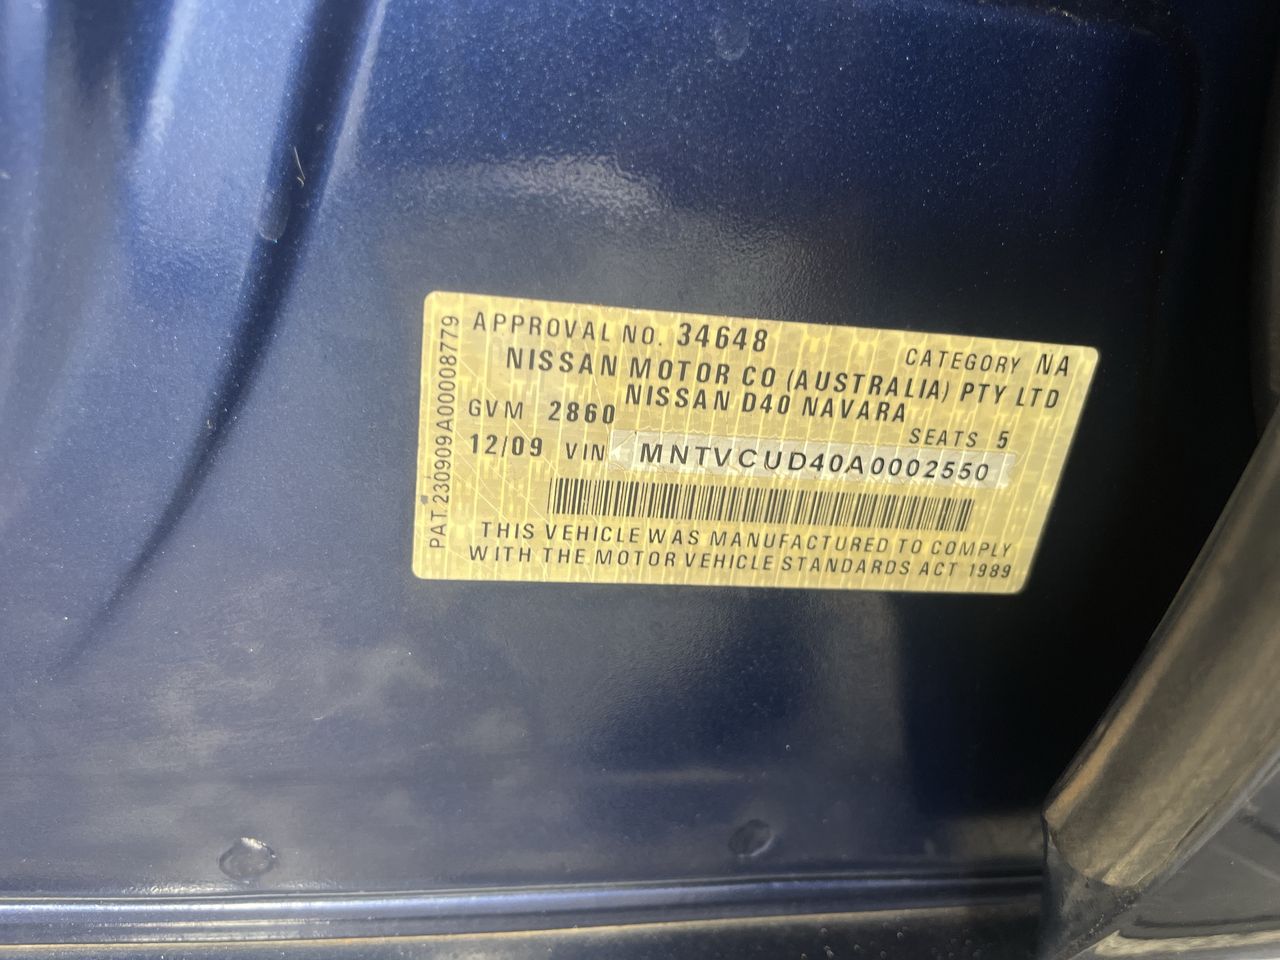 APPROVAL NO. 34648
CATEGORY NA
NISSAN MOTOR CO (AUSTRALIA) PTY LTD
NISSAN D40 NAVARA
GVM 2860
SEATS 5
12/09 VIN MNTVCUD40A0002550
THIS VEHICLE WAS MANUFACTURED TO COMPLY
WITH THE MOTOR VEHICLE STANDARDS ACT 1989
PAT.230909A00008779